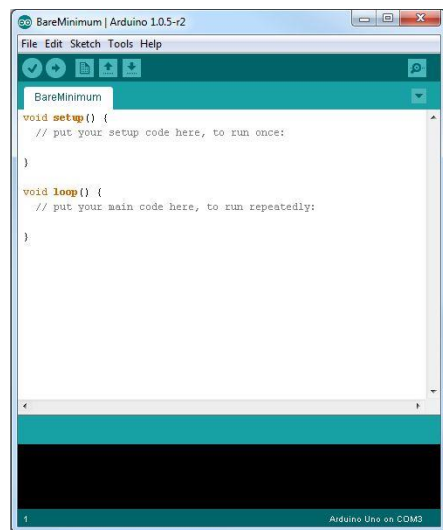 BareMinimum | Arduino 1.0.5-r2
File Edit Sketch Tools Help
BareMinimum
void setup() {
  // put your setup code here, to run once:
}
void loop() {
  // put your main code here, to run repeatedly:
}
1
Arduino Uno on COM3